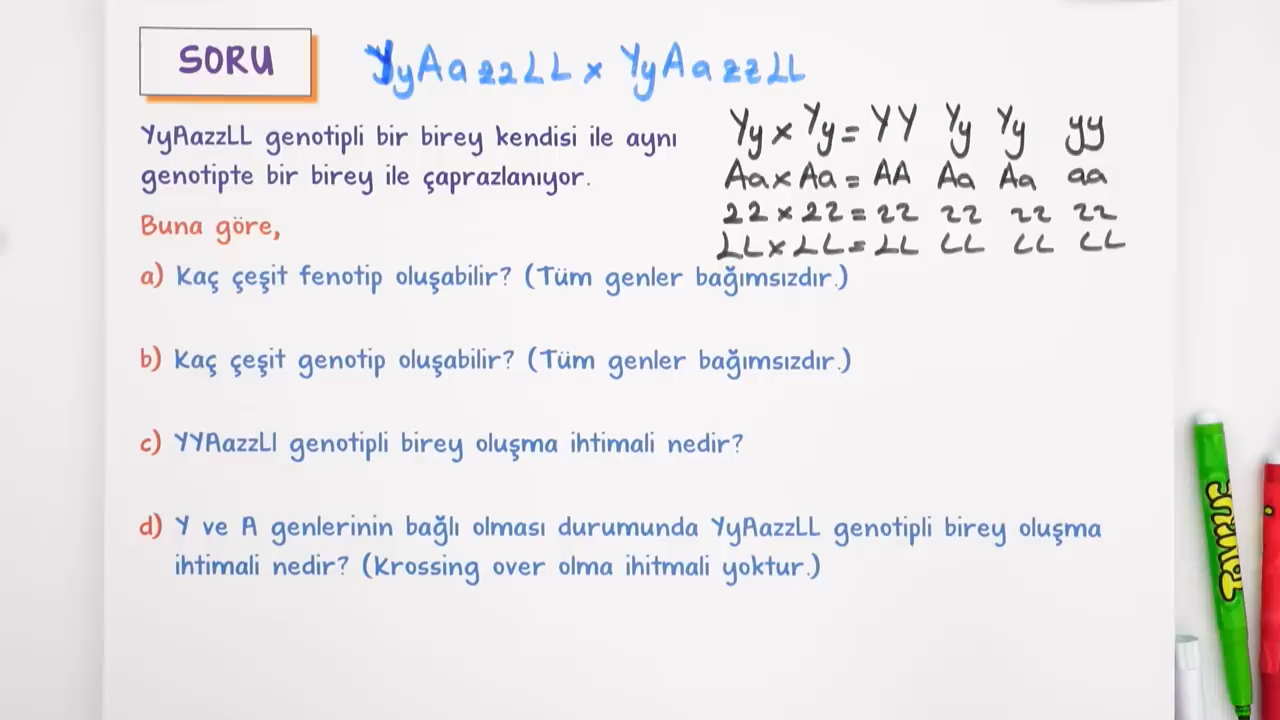 SORU
YyAazzLL x YyAazzLL
YyAazzLL genotipli bir birey kendisi ile aynı
genotipte bir birey ile çaprazlanıyor.
Yy x Yy = YY Yy Yy yy
Aa x Aa = AA Aa Aa aa
zz x zz = zz zz zz zz
LL x LL = LL LL LL LL
Buna göre,
a) Kaç çeşit fenotip oluşabilir? (Tüm genler bağımsızdır.)
b) Kaç çeşit genotip oluşabilir? (Tüm genler bağımsızdır.)
c) YYAazzLl genotipli birey oluşma ihtimali nedir?
d) Y ve A genlerinin bağlı olması durumunda YyAazzLL genotipli birey oluşma
ihtimali nedir? (Krossing over olma ihitmali yoktur.)